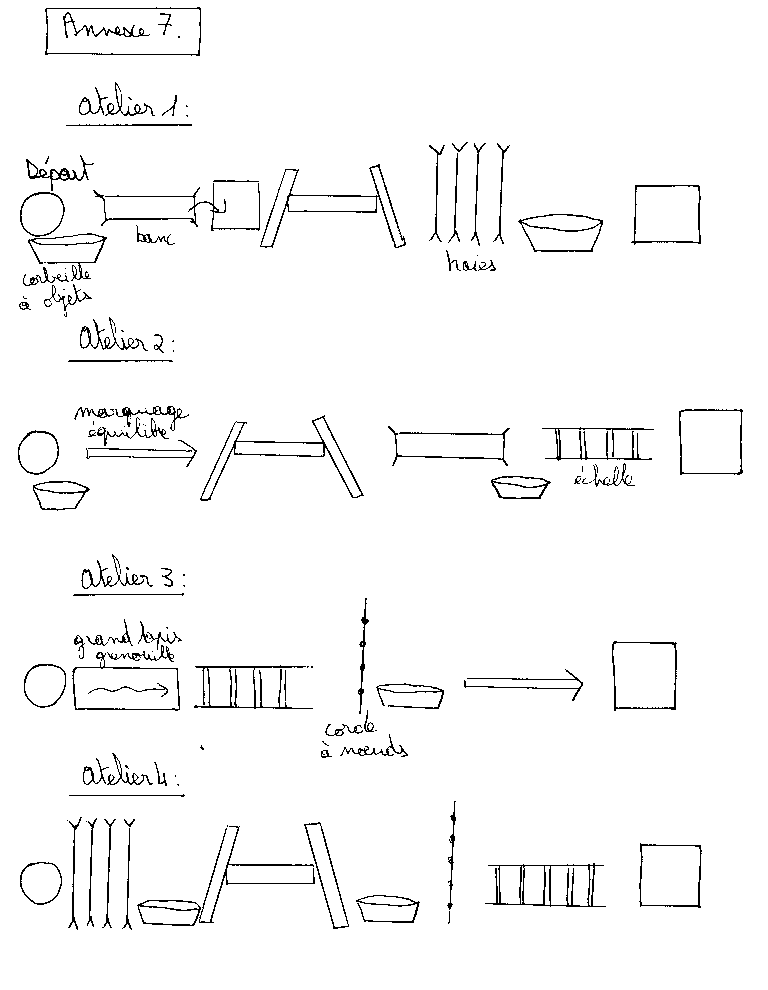 Annexe 7.
Atelier 1:
Départ
banc
haies
corbeille
à objets
Atelier 2:
marquage
équilibe
échelle
Atelier 3:
grand tapis
grenouille
corde
à nœuds
Atelier 4: